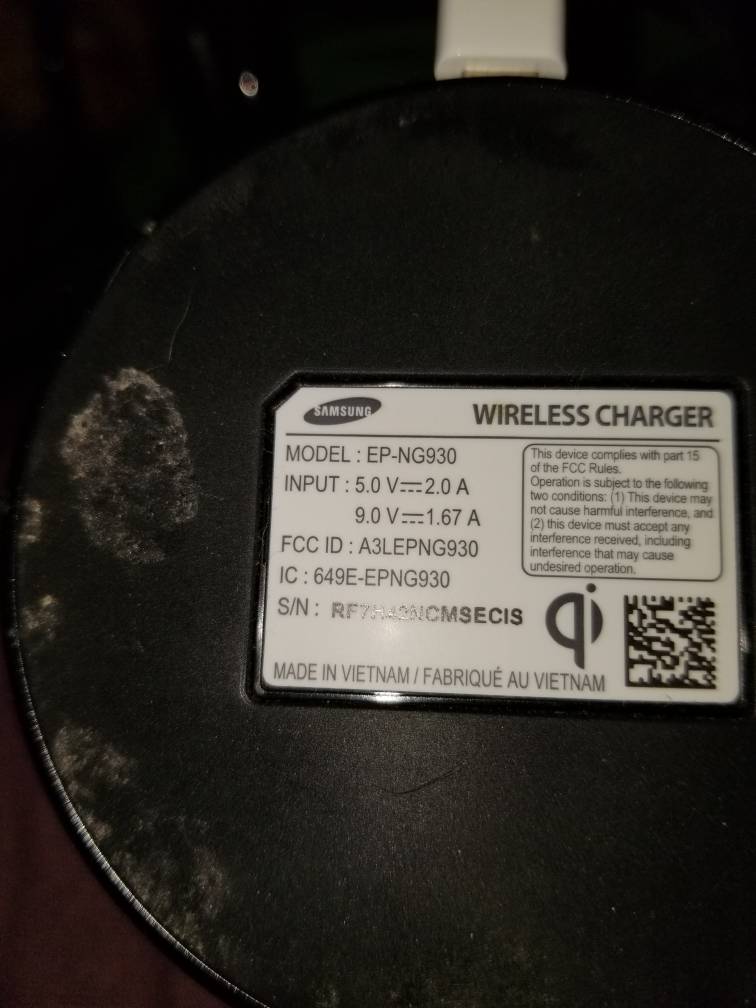 SAMSUNG
WIRELESS CHARGER
MODEL : EP-NG930
INPUT : 5.0 V⎓2.0 A
9.0 V⎓1.67 A
FCC ID : A3LEPNG930
IC : 649E-EPNG930
S/N : RF7H42NCMSECIS
This device complies with part 15
of the FCC Rules.
Operation is subject to the following
two conditions: (1) This device may
not cause harmful interference, and
(2) this device must accept any
interference received, including
interference that may cause
undesired operation.
qi
MADE IN VIETNAM / FABRIQUÉ AU VIETNAM